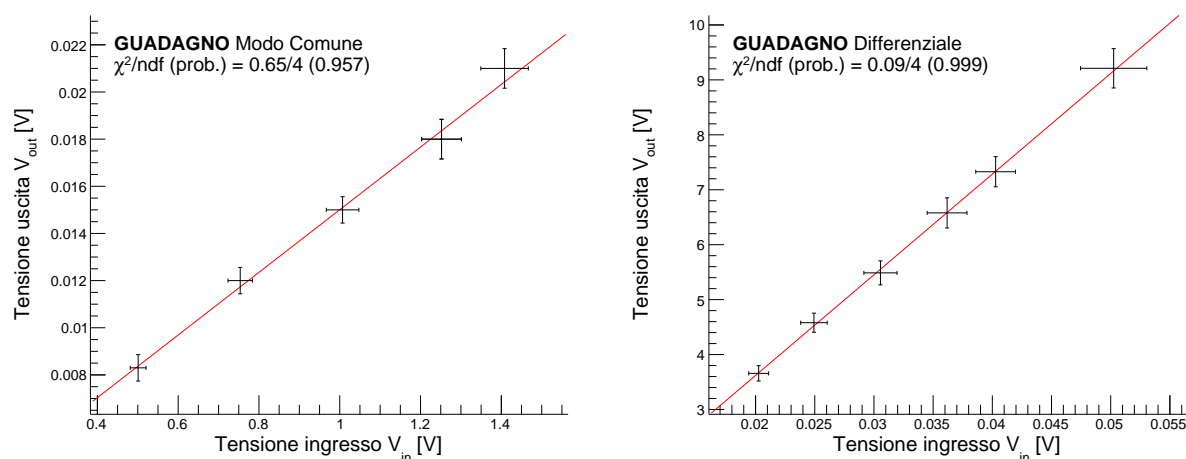 GUADAGNO Modo Comune
χ²/ndf (prob.) = 0.65/4 (0.957)
Tensione uscita V_out [V]
0.022
0.02
0.018
0.016
0.014
0.012
0.01
0.008
0.4 0.6 0.8 1 1.2 1.4
Tensione ingresso V_in [V]
GUADAGNO Differenziale
χ²/ndf (prob.) = 0.09/4 (0.999)
Tensione uscita V_out [V]
10
9
8
7
6
5
4
3
0.02 0.025 0.03 0.035 0.04 0.045 0.05 0.055
Tensione ingresso V_in [V]